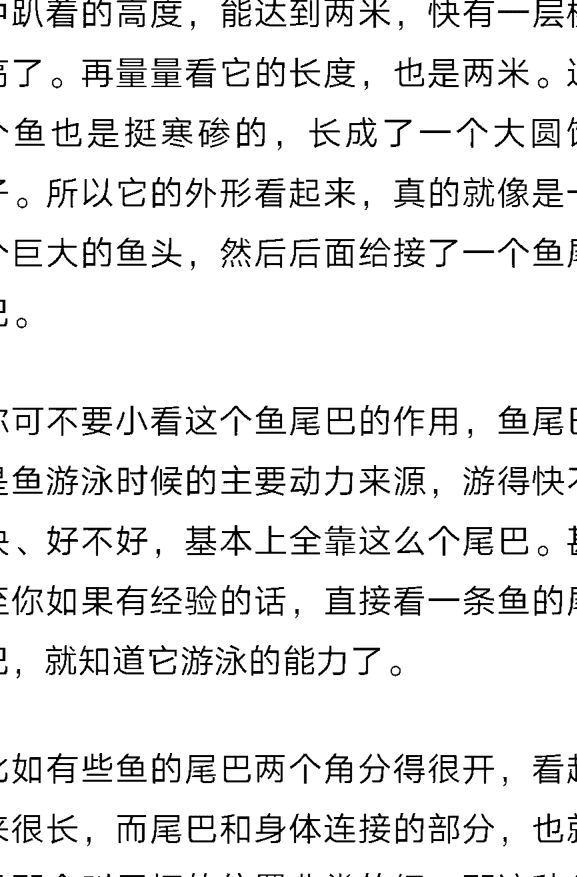 趴着的高度，能达到两米，快有一层
高了。再量量看它的长度，也是两米。
个鱼也是挺寒碜的，长成了一个大圆
子。所以它的外形看起来，真的就像是一
个巨大的鱼头，然后后面给接了一个鱼尾
巴。
你可不要小看这个鱼尾巴的作用，鱼尾巴
是鱼游泳时候的主要动力来源，游得快不
快、好不好，基本上全靠这么个尾巴。甚
至你如果有经验的话，直接看一条鱼的尾
巴，就知道它游泳的能力了。
比如有些鱼的尾巴两个角分得很开，看起
来很长，而尾巴和身体连接的部分，也就